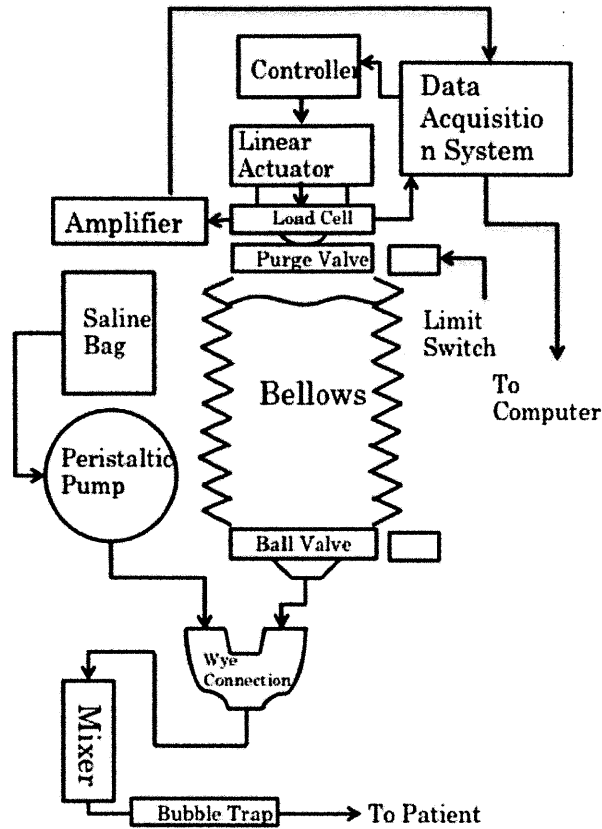 Controller
Data
Acquisitio
n System
Linear
Actuator
Amplifier
Load Cell
Purge Valve
Saline
Bag
Limit
Switch
Bellows
To
Computer
Peristaltic
Pump
Ball Valve
Wye
Connection
Mixer
Bubble Trap
To Patient